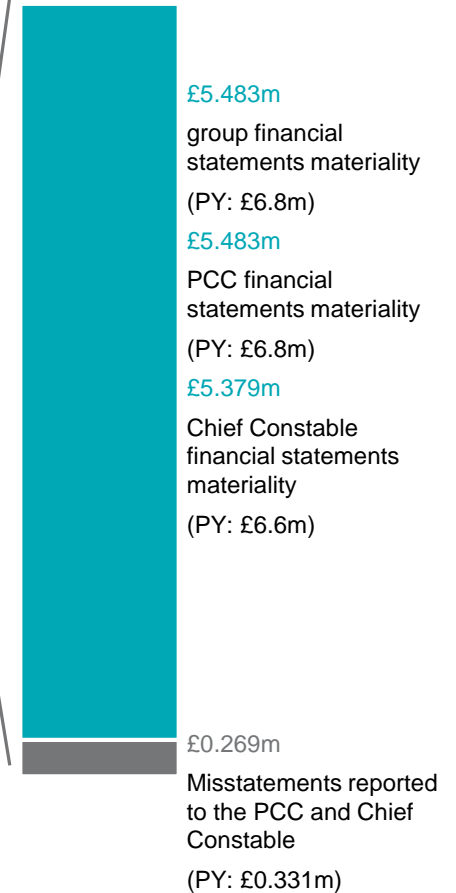 £5.483m
group financial
statements materiality
(PY: £6.8m)
£5.483m
PCC financial
statements materiality
(PY: £6.8m)
£5.379m
Chief Constable
financial statements
materiality
(PY: £6.6m)
£0.269m
Misstatements reported
to the PCC and Chief
Constable
(PY: £0.331m)